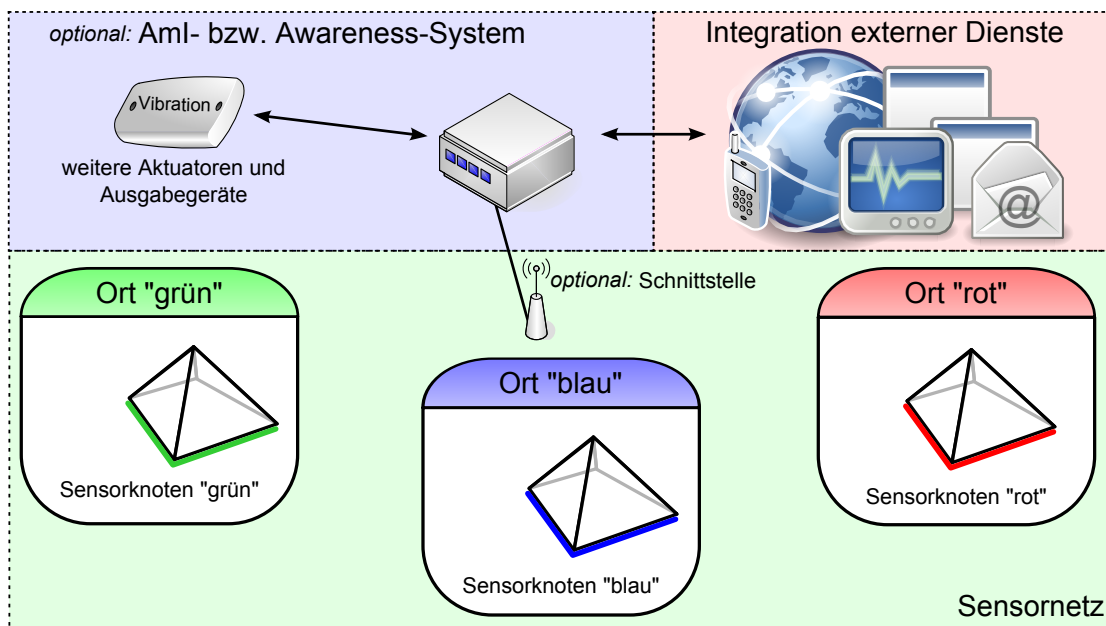 optional: AmI- bzw. Awareness-System
Integration externer Dienste
Vibration
weitere Aktuatoren und
Ausgabegeräte
@
optional: Schnittstelle
Ort "grün"
Ort "blau"
Ort "rot"
Sensorknoten "grün"
Sensorknoten "blau"
Sensorknoten "rot"
Sensornetz